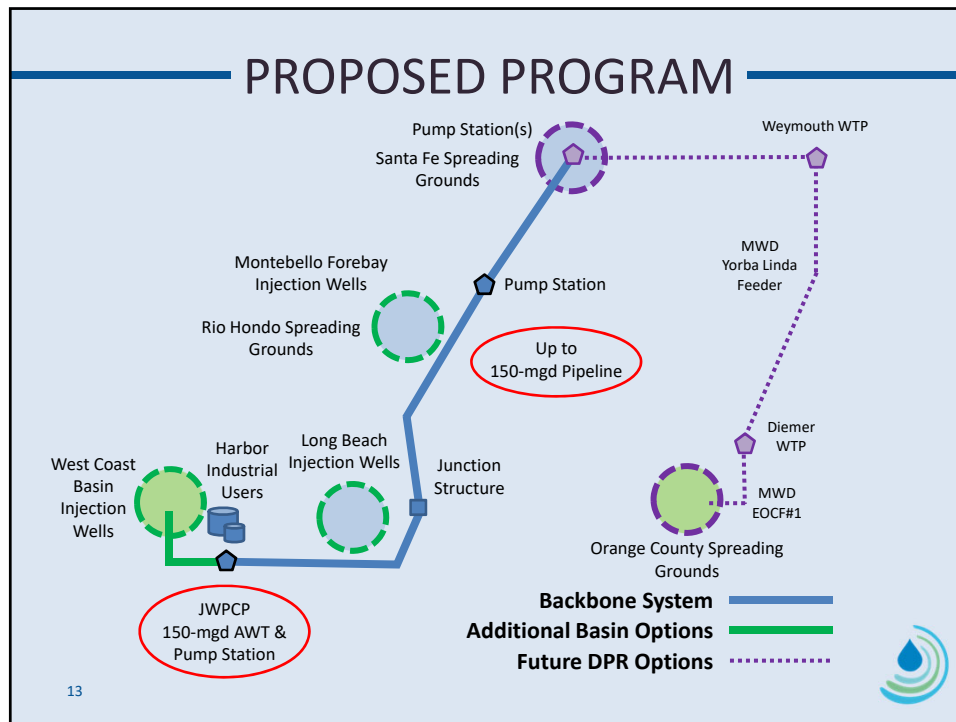 PROPOSED PROGRAM
Pump Station(s)
Santa Fe Spreading
Grounds
Weymouth WTP
MWD
Yorba Linda
Feeder
Montebello Forebay
Injection Wells
Pump Station
Rio Hondo Spreading
Grounds
Up to
150-mgd Pipeline
Diemer
WTP
West Coast
Basin
Injection
Wells
Harbor
Industrial
Users
Long Beach
Injection Wells
Junction
Structure
MWD
EOCF#1
Orange County Spreading
Grounds
JWPCP
150-mgd AWT &
Pump Station
Backbone System
Additional Basin Options
Future DPR Options
13